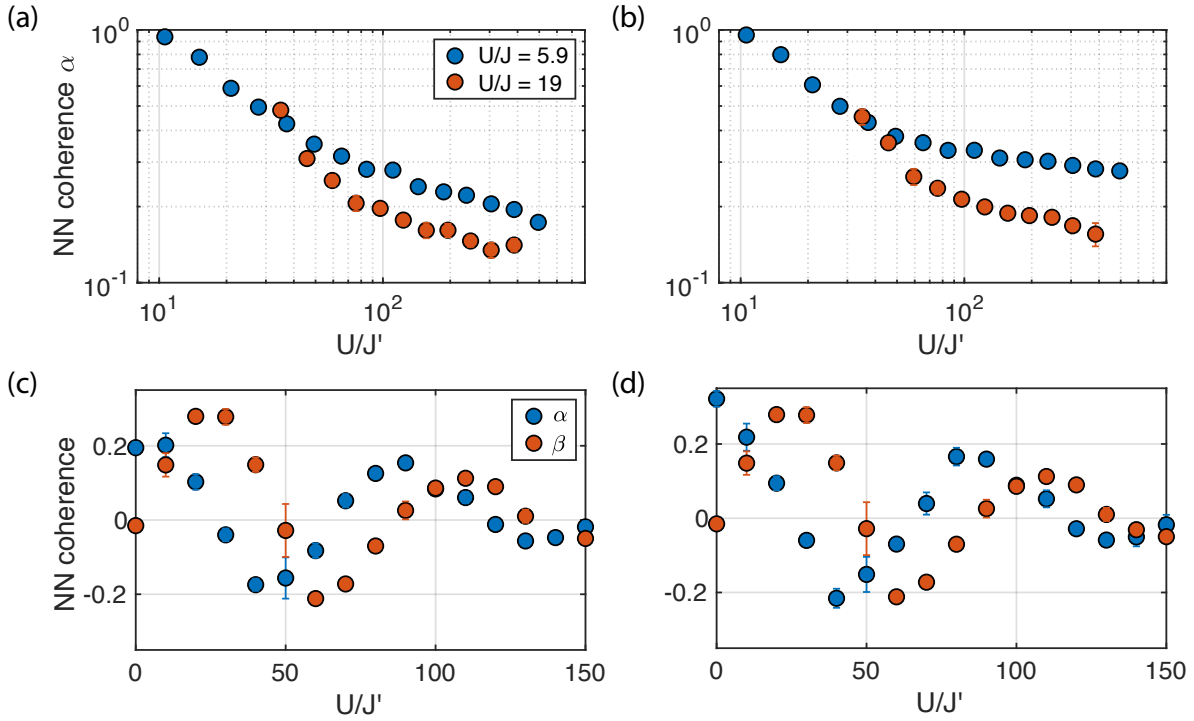 (a)
(b)
10^0
10^-1
NN coherence α
U/J = 5.9
U/J = 19
10^1
10^2
U/J'
10^0
10^-1
10^1
10^2
U/J'
(c)
(d)
NN coherence
0.2
0
-0.2
α
β
0
50
100
150
U/J'
0.2
0
-0.2
0
50
100
150
U/J'